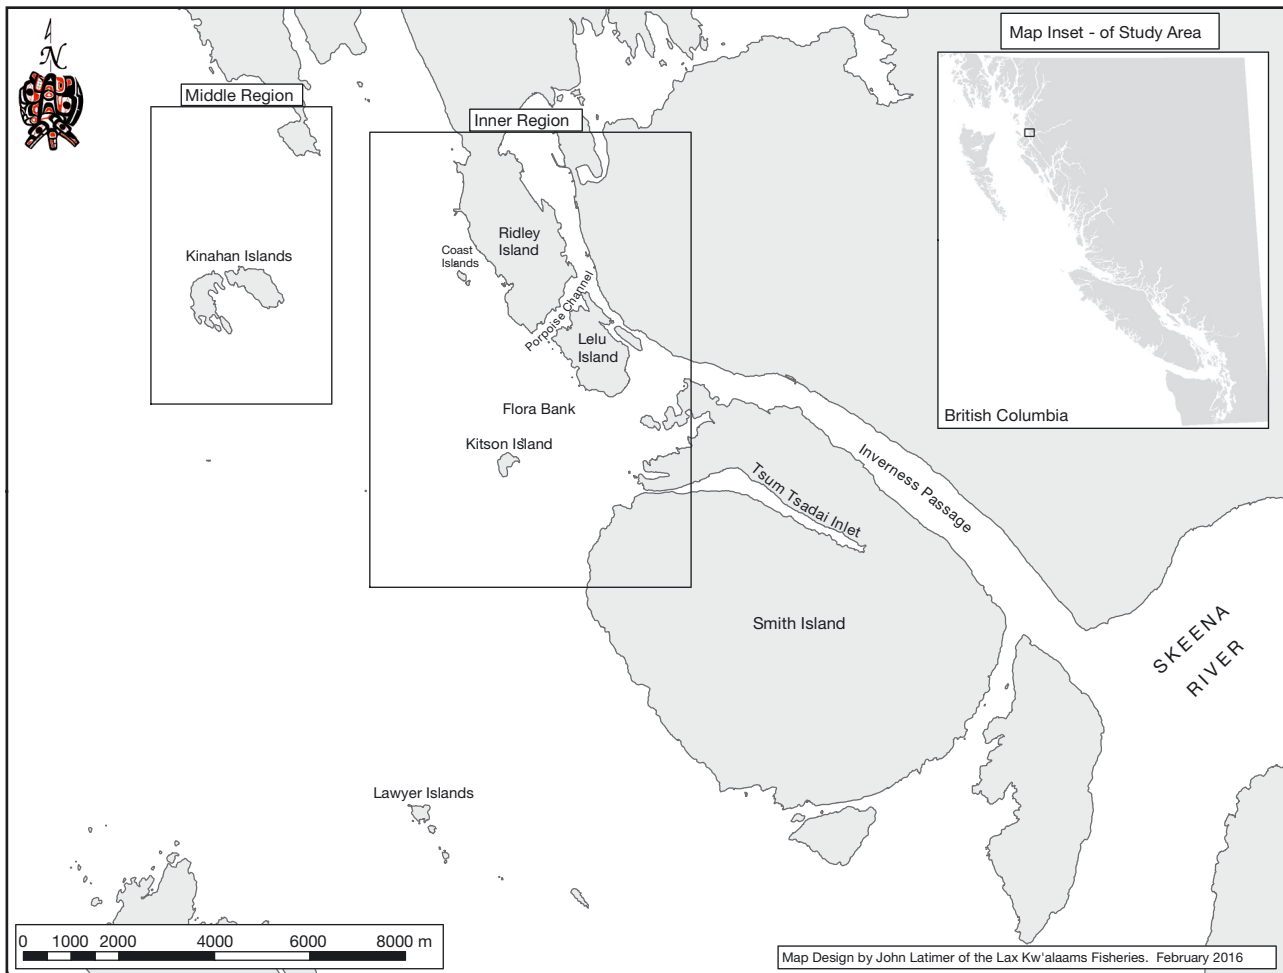 N
Map Inset - of Study Area
Middle Region
Inner Region
Ridley
Island
Coast
Islands
Kinahan Islands
Porpoise Channel
Lelu
Island
Flora Bank
Kitson Island
British Columbia
Inverness Passage
Tsum Tsadai Inlet
Smith Island
SKEENA
RIVER
Lawyer Islands
0 1000 2000 4000 6000 8000 m
Map Design by John Latimer of the Lax Kw'alaams Fisheries. February 2016